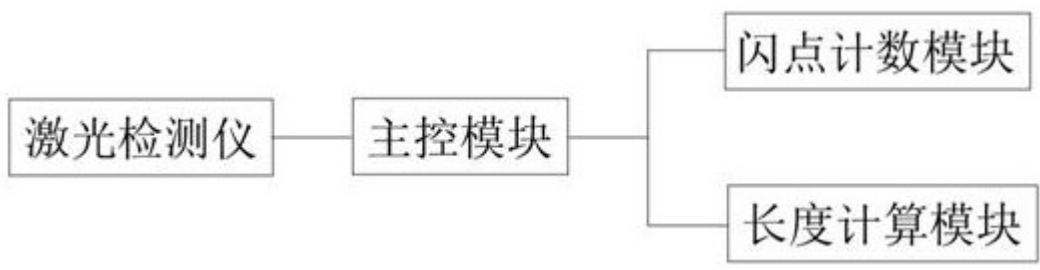 闪点计数模块
激光检测仪
主控模块
长度计算模块